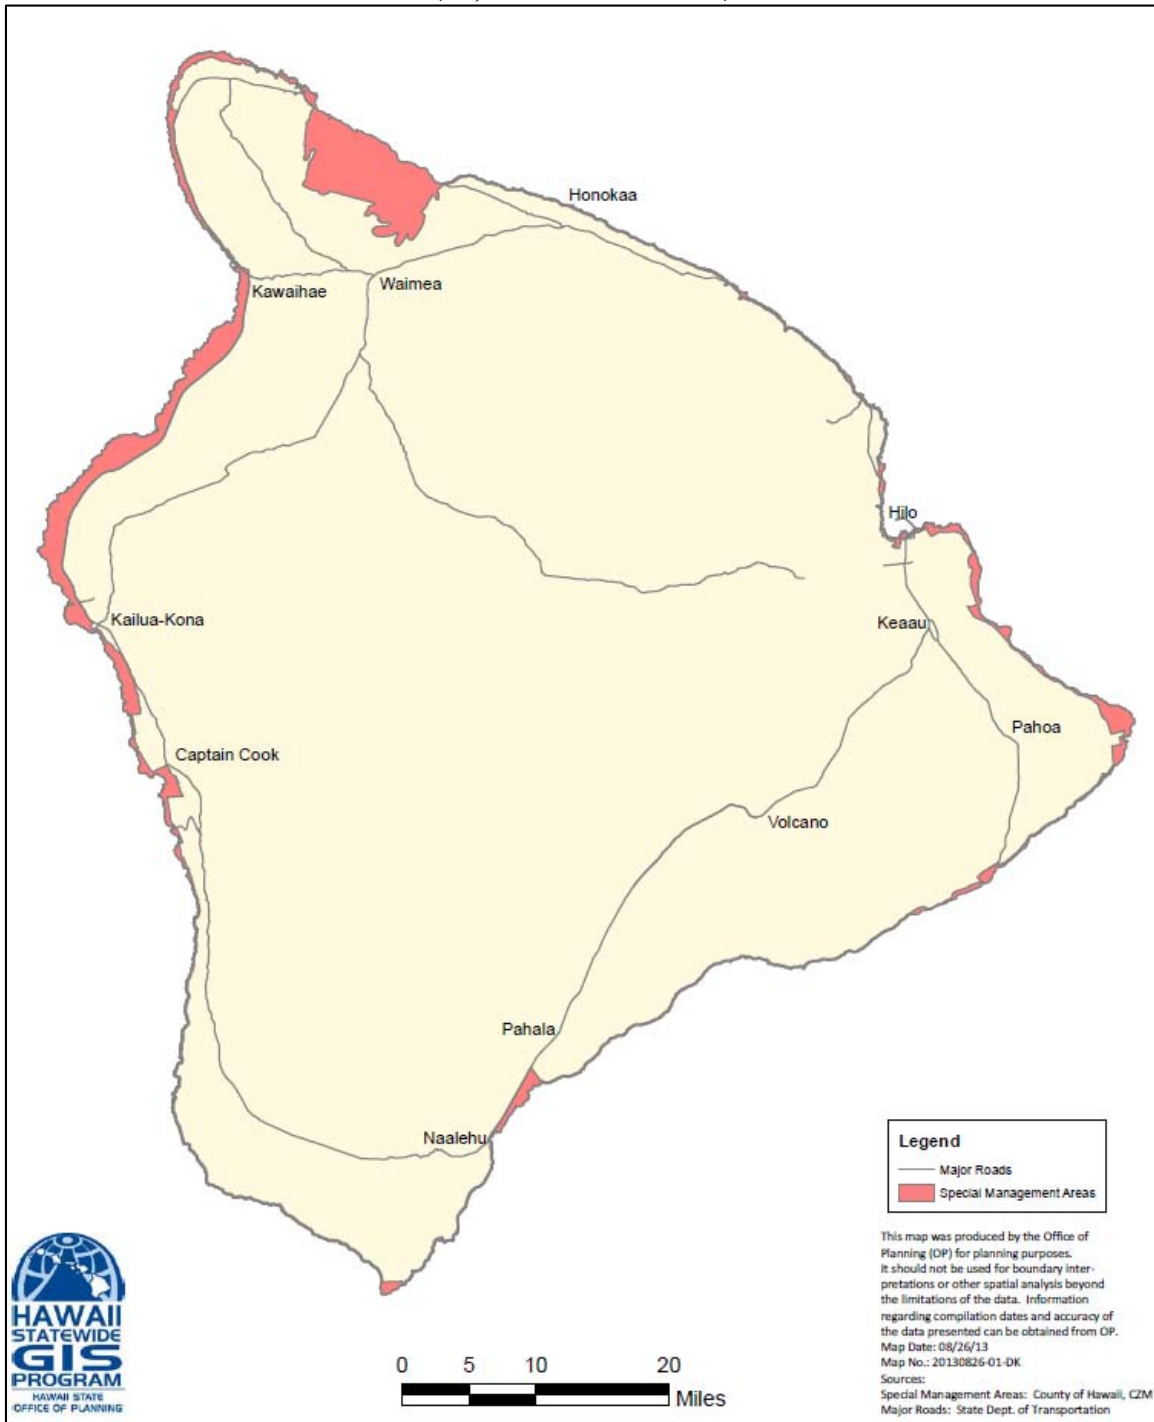 Honokaa
Waimea
Kawaihae
Hilo
Kailua-Kona
Keaau
Pahoa
Captain Cook
Volcano
Pahala
Naalehu
Legend
Major Roads
Special Management Areas
This map was produced by the Office of
Planning (OP) for planning purposes.
It should not be used for boundary inter-
pretations or other spatial analysis beyond
the limitations of the data. Information
regarding compilation dates and accuracy of
the data presented can be obtained from OP.
Map Date: 08/26/13
Map No.: 20130826-01-DK
Sources:
Special Management Areas: County of Hawaii, CZM
Major Roads: State Dept. of Transportation
HAWAII
STATEWIDE
GIS
PROGRAM
HAWAII STATE
OFFICE OF PLANNING
0 5 10 20
Miles